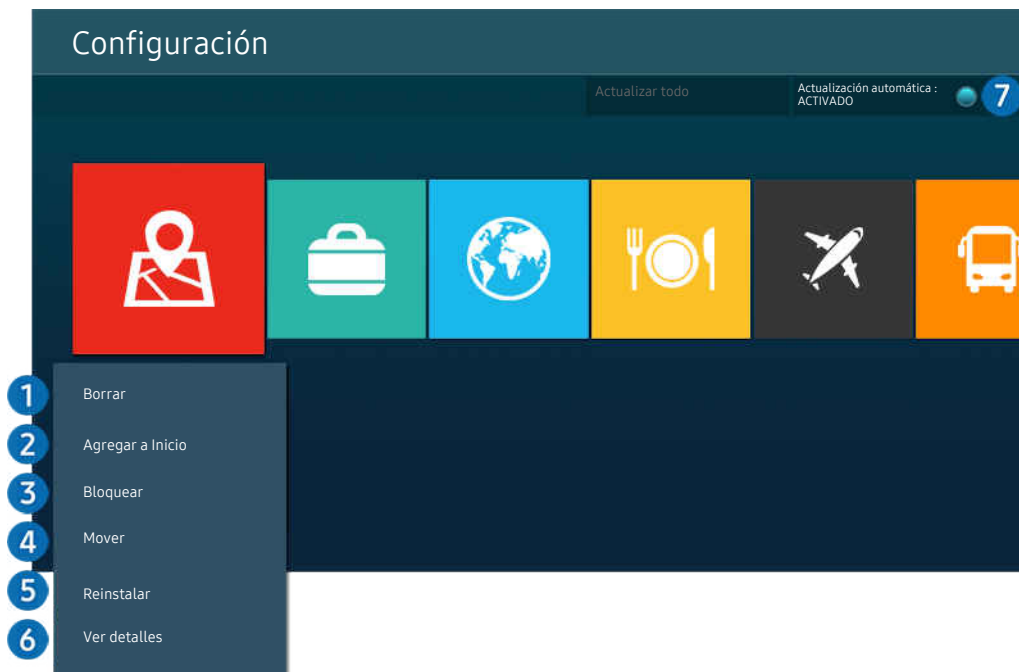 Configuración
Actualizar todo
Actualización automática :
ACTIVADO
7
1
Borrar
2
Agregar a Inicio
3
Bloquear
4
Mover
5
Reinstalar
6
Ver detalles